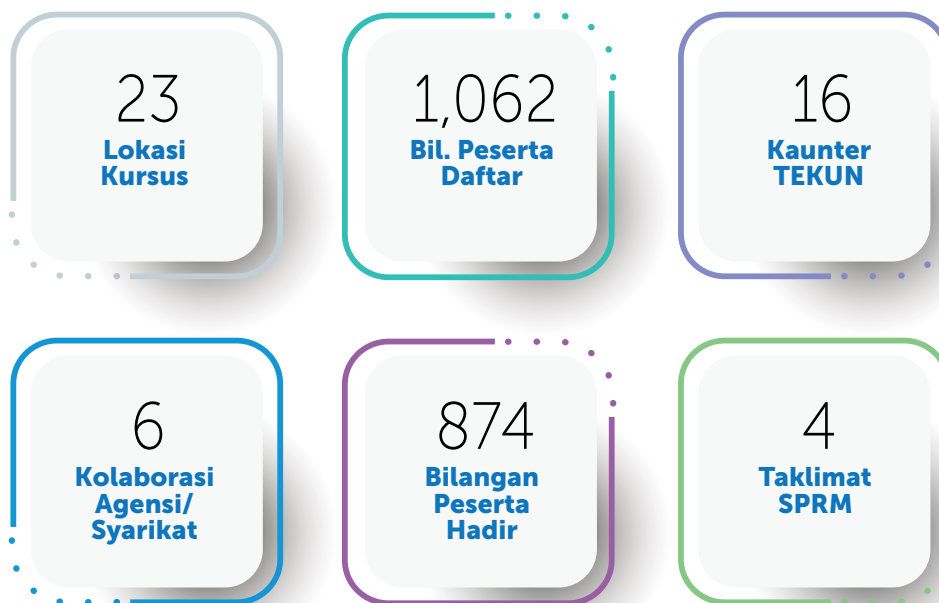 23
Lokasi
Kursus
1,062
Bil. Peserta
Daftar
16
Kaunter
TEKUN
6
Kolaborasi
Agensi/
Syarikat
874
Bilangan
Peserta
Hadir
4
Taklimat
SPRM